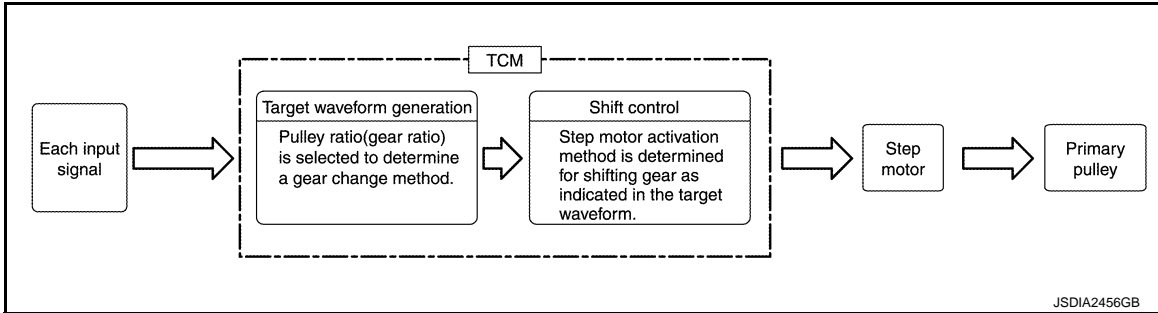 TCM
Each input
signal
Target waveform generation
Pulley ratio(gear ratio)
is selected to determine
a gear change method.
Shift control
Step motor activation
method is determined
for shifting gear as
indicated in the target
waveform.
Step
motor
Primary
pulley
JSDIA2456GB